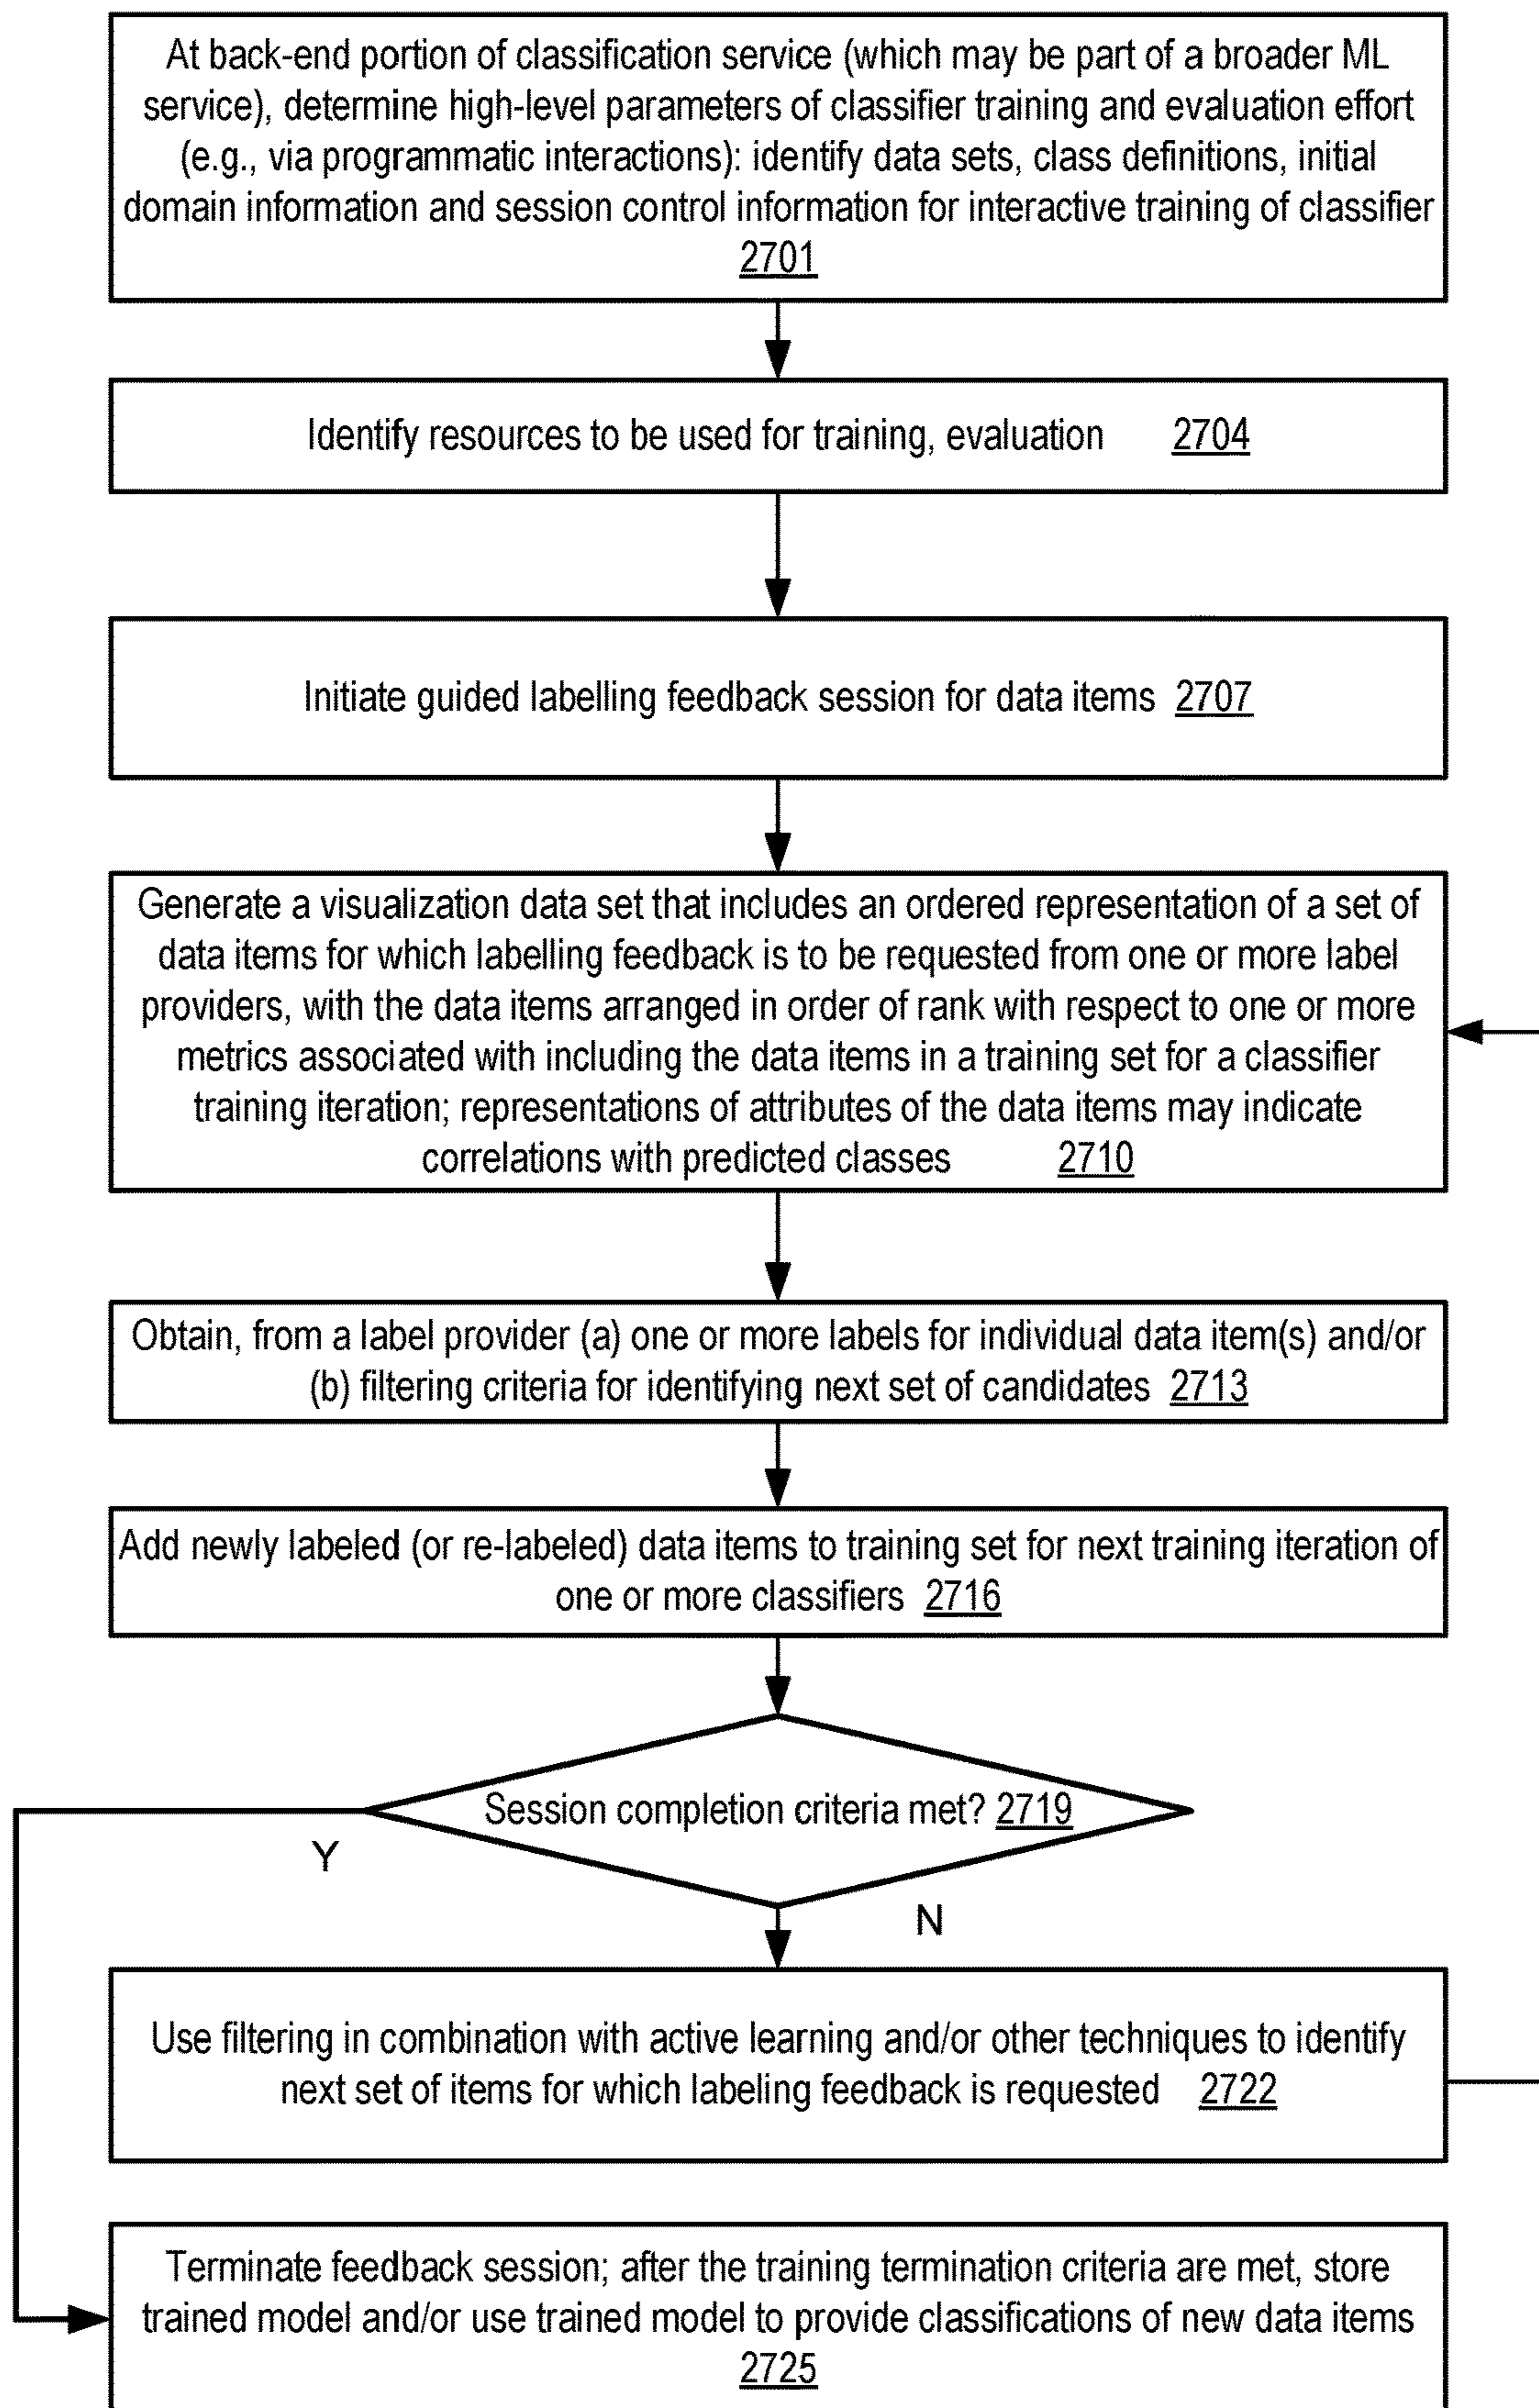 At back-end portion of classification service (which may be part of a broader ML
service), determine high-level parameters of classifier training and evaluation effort
(e.g., via programmatic interactions): identify data sets, class definitions, initial
domain information and session control information for interactive training of classifier
2701
Identify resources to be used for training, evaluation 2704
Initiate guided labelling feedback session for data items 2707
Generate a visualization data set that includes an ordered representation of a set of
data items for which labelling feedback is to be requested from one or more label
providers, with the data items arranged in order of rank with respect to one or more
metrics associated with including the data items in a training set for a classifier
training iteration; representations of attributes of the data items may indicate
correlations with predicted classes 2710
Obtain, from a label provider (a) one or more labels for individual data item(s) and/or
(b) filtering criteria for identifying next set of candidates 2713
Add newly labeled (or re-labeled) data items to training set for next training iteration of
one or more classifiers 2716
Session completion criteria met? 2719
Y
N
Use filtering in combination with active learning and/or other techniques to identify
next set of items for which labeling feedback is requested 2722
Terminate feedback session; after the training termination criteria are met, store
trained model and/or use trained model to provide classifications of new data items
2725